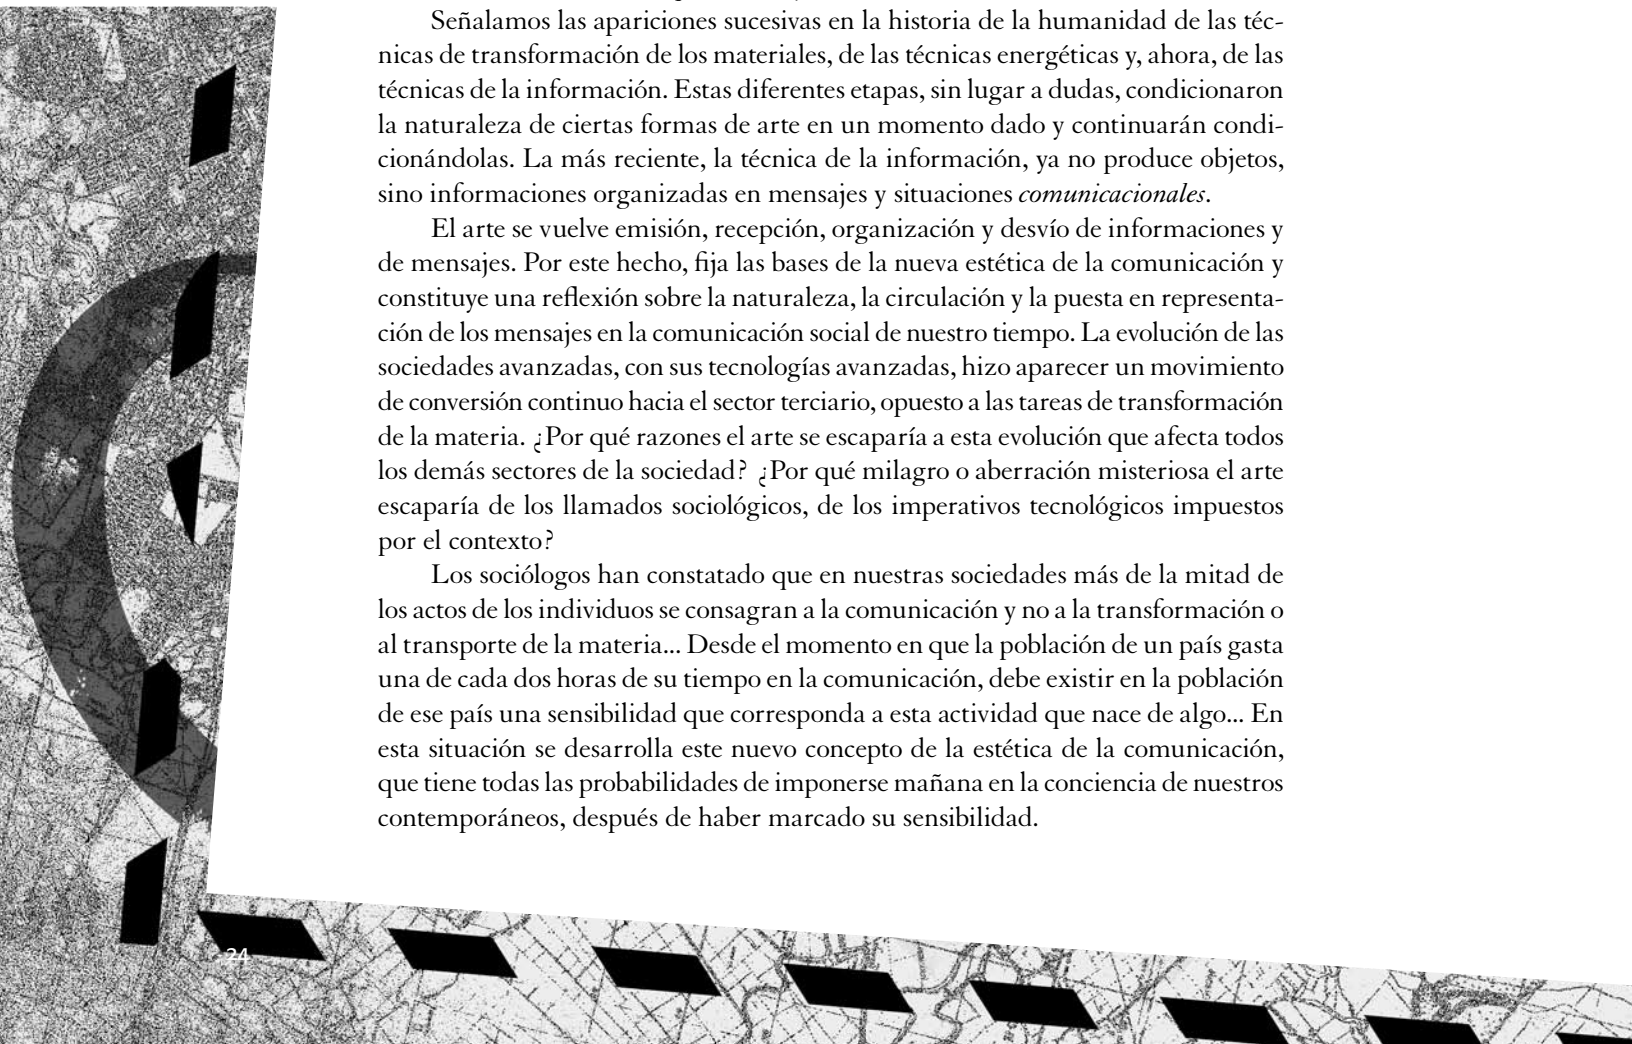 Señalamos las apariciones sucesivas en la historia de la humanidad de las téc-
nicas de transformación de los materiales, de las técnicas energéticas y, ahora, de las
técnicas de la información. Estas diferentes etapas, sin lugar a dudas, condicionaron
la naturaleza de ciertas formas de arte en un momento dado y continuarán condi-
cionándolas. La más reciente, la técnica de la información, ya no produce objetos,
sino informaciones organizadas en mensajes y situaciones comunicacionales.
El arte se vuelve emisión, recepción, organización y desvío de informaciones y
de mensajes. Por este hecho, fija las bases de la nueva estética de la comunicación y
constituye una reflexión sobre la naturaleza, la circulación y la puesta en representa-
ción de los mensajes en la comunicación social de nuestro tiempo. La evolución de las
sociedades avanzadas, con sus tecnologías avanzadas, hizo aparecer un movimiento
de conversión continuo hacia el sector terciario, opuesto a las tareas de transformación
de la materia. ¿Por qué razones el arte se escaparía a esta evolución que afecta todos
los demás sectores de la sociedad? ¿Por qué milagro o aberración misteriosa el arte
escaparía de los llamados sociológicos, de los imperativos tecnológicos impuestos
por el contexto?
Los sociólogos han constatado que en nuestras sociedades más de la mitad de
los actos de los individuos se consagran a la comunicación y no a la transformación o
al transporte de la materia... Desde el momento en que la población de un país gasta
una de cada dos horas de su tiempo en la comunicación, debe existir en la población
de ese país una sensibilidad que corresponda a esta actividad que nace de algo... En
esta situación se desarrolla este nuevo concepto de la estética de la comunicación,
que tiene todas las probabilidades de imponerse mañana en la conciencia de nuestros
contemporáneos, después de haber marcado su sensibilidad.
24